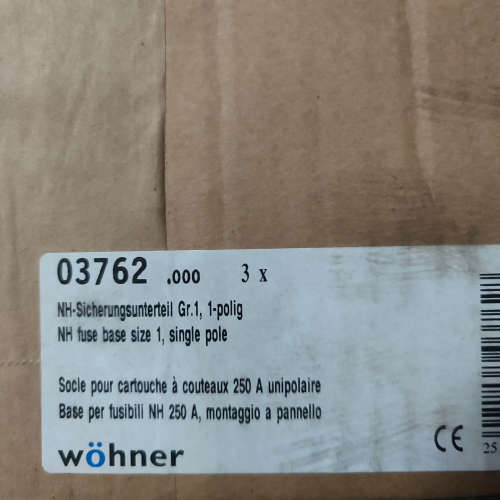 03762 .000 3 x
NH-Sicherungsunterteil Gr.1, 1-polig
NH fuse base size 1, single pole
Socle pour cartouche à couteaux 250 A unipolaire
Base per fusibili NH 250 A, montaggio a pannello
wöhner CE 25